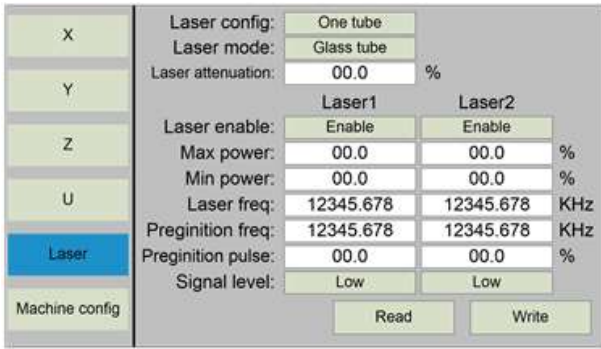 X
Y
Z
U
Laser
Machine config
Laser config: One tube
Laser mode: Glass tube
Laser attenuation: 00.0 %
Laser1 Laser2
Laser enable: Enable Enable
Max power: 00.0 00.0 %
Min power: 00.0 00.0 %
Laser freq: 12345.678 12345.678 KHz
Preginition freq: 12345.678 12345.678 KHz
Preginition pulse: 00.0 00.0 %
Signal level: Low Low
Read Write